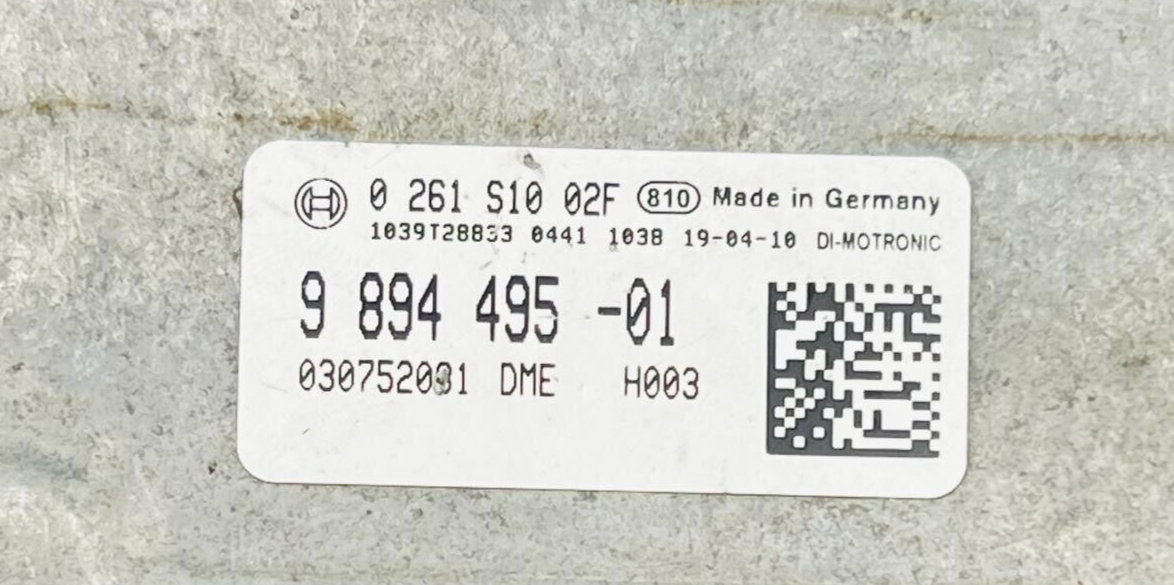 0 261 S10 02F 810 Made in Germany
1039T28833 0441 1038 19-04-10 DI-MOTRONIC
9 894 495 -01
DME H003